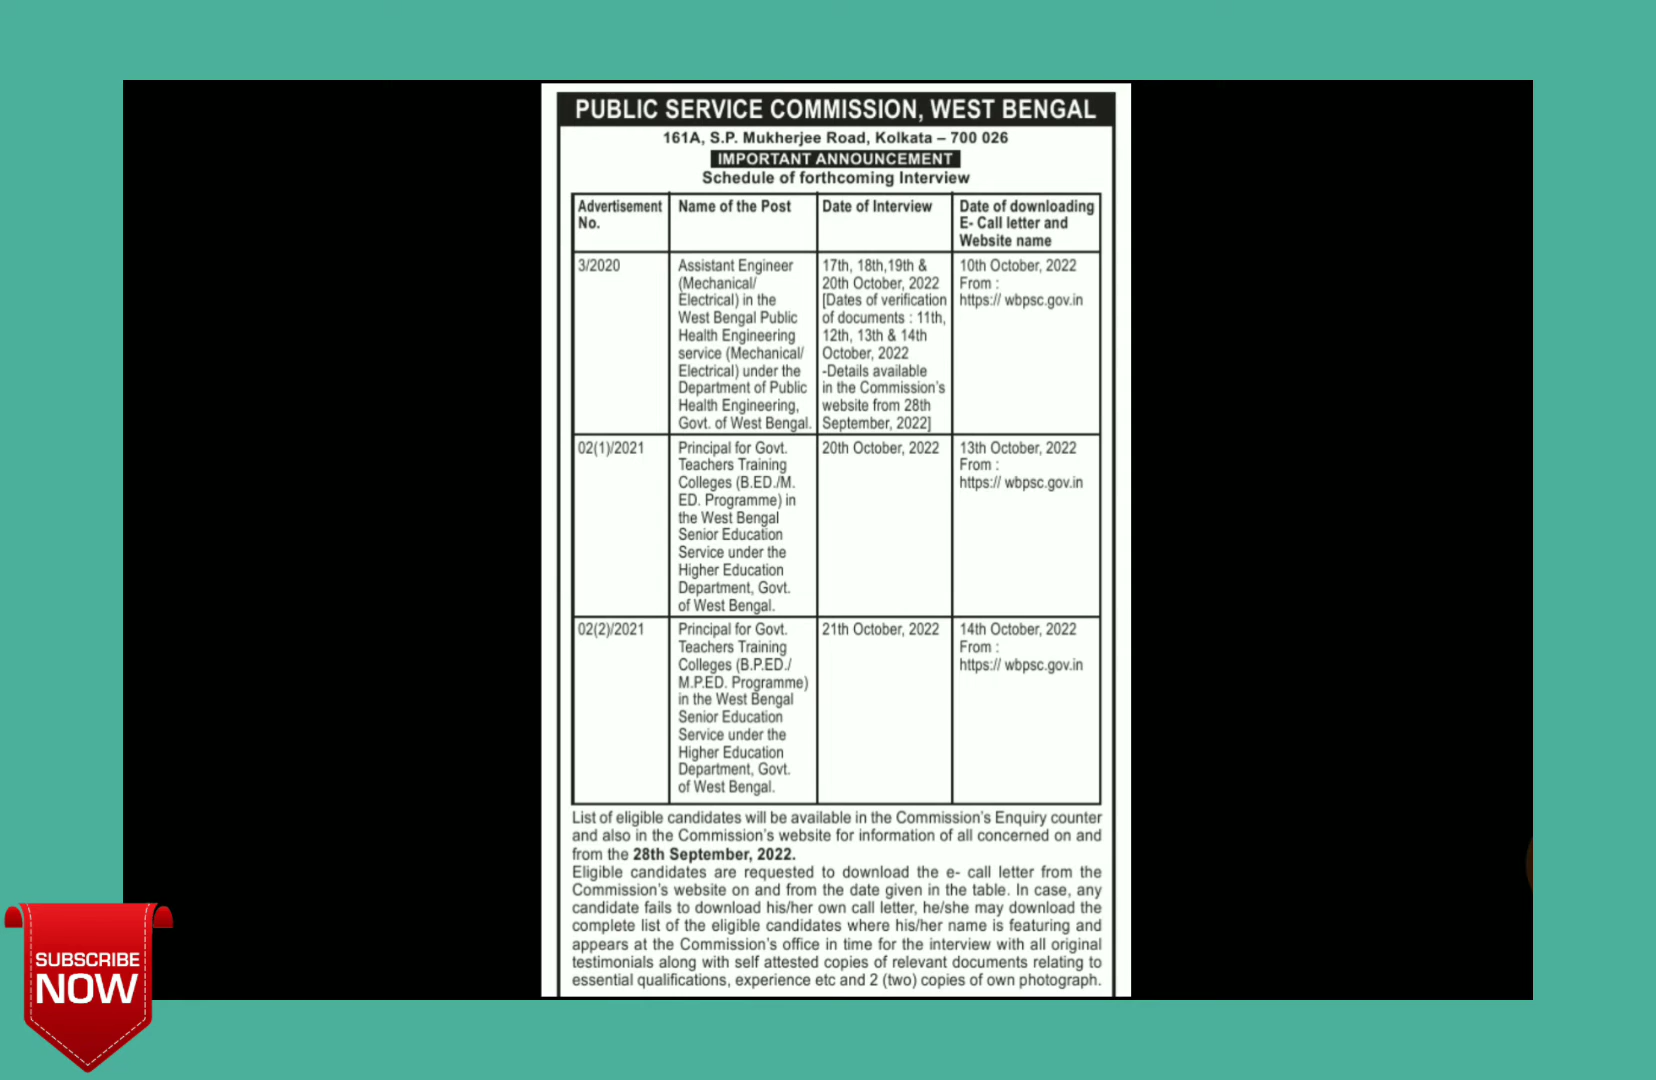 PUBLIC SERVICE COMMISSION, WEST BENGAL
161A, S.P. Mukherjee Road, Kolkata – 700 026
IMPORTANT ANNOUNCEMENT
Schedule of forthcoming Interview
Advertisement
No.
Name of the Post
Date of Interview
Date of downloading
E- Call letter and
Website name
3/2020
Assistant Engineer
(Mechanical/
Electrical) in the
West Bengal Public
Health Engineering
service (Mechanical/
Electrical) under the
Department of Public
Health Engineering,
Govt. of West Bengal.
17th, 18th,19th &
20th October, 2022
[Dates of verification
of documents : 11th,
12th, 13th & 14th
October, 2022
-Details available
in the Commission's
website from 28th
September, 2022]
10th October, 2022
From :
https:// wbpsc.gov.in
02(1)/2021
Principal for Govt.
Teachers Training
Colleges (B.ED./M.
ED. Programme) in
the West Bengal
Senior Education
Service under the
Higher Education
Department, Govt.
of West Bengal.
20th October, 2022
13th October, 2022
From :
https:// wbpsc.gov.in
02(2)/2021
Principal for Govt.
Teachers Training
Colleges (B.P.ED./
M.P.ED. Programme)
in the West Bengal
Senior Education
Service under the
Higher Education
Department, Govt.
of West Bengal.
21th October, 2022
14th October, 2022
From :
https:// wbpsc.gov.in
List of eligible candidates will be available in the Commission's Enquiry counter
and also in the Commission's website for information of all concerned on and
from the 28th September, 2022.
Eligible candidates are requested to download the e- call letter from the
Commission's website on and from the date given in the table. In case, any
candidate fails to download his/her own call letter, he/she may download the
complete list of the eligible candidates where his/her name is featuring and
appears at the Commission's office in time for the interview with all original
testimonials along with self attested copies of relevant documents relating to
essential qualifications, experience etc and 2 (two) copies of own photograph.
SUBSCRIBE
NOW